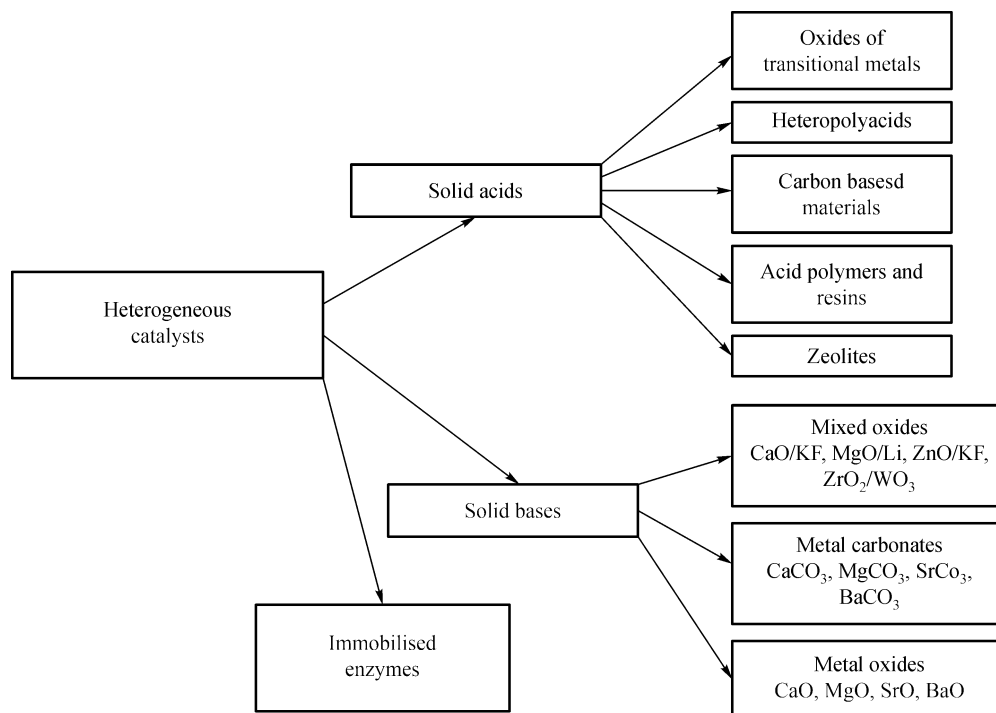 Heterogeneous
catalysts
Solid acids
Oxides of
transitional metals
Heteropolyacids
Carbon basesd
materials
Acid polymers and
resins
Zeolites
Solid bases
Mixed oxides
CaO/KF, MgO/Li, ZnO/KF,
ZrO₂/WO₃
Metal carbonates
CaCO₃, MgCO₃, SrCo₃,
BaCO₃
Metal oxides
CaO, MgO, SrO, BaO
Immobilised
enzymes